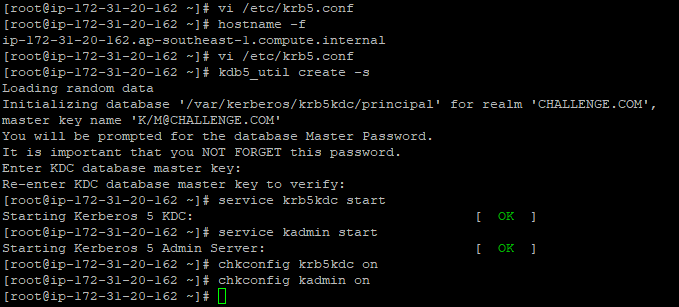 [root@ip-172-31-20-162 ~]# vi /etc/krb5.conf
[root@ip-172-31-20-162 ~]# hostname -f
ip-172-31-20-162.ap-southeast-1.compute.internal
[root@ip-172-31-20-162 ~]# vi /etc/krb5.conf
[root@ip-172-31-20-162 ~]# kdb5_util create -s
Loading random data
Initializing database '/var/kerberos/krb5kdc/principal' for realm 'CHALLENGE.COM',
master key name 'K/M@CHALLENGE.COM'
You will be prompted for the database Master Password.
It is important that you NOT FORGET this password.
Enter KDC database master key:
Re-enter KDC database master key to verify:
[root@ip-172-31-20-162 ~]# service krb5kdc start
Starting Kerberos 5 KDC:                                   [  OK  ]
[root@ip-172-31-20-162 ~]# service kadmin start
Starting Kerberos 5 Admin Server:                          [  OK  ]
[root@ip-172-31-20-162 ~]# chkconfig krb5kdc on
[root@ip-172-31-20-162 ~]# chkconfig kadmin on
[root@ip-172-31-20-162 ~]#